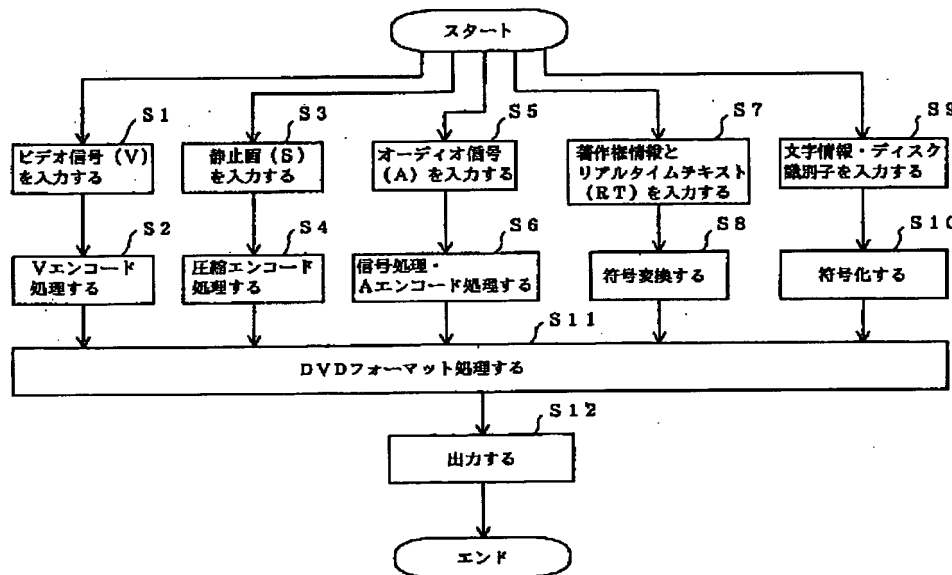 スタート
S1
ビデオ信号(V)
を入力する
S3
静止画(S)
を入力する
S5
オーディオ信号
(A)を入力する
S7
著作権情報と
リアルタイムテキスト
(RT)を入力する
S9
文字情報・ディスク
識別子を入力する
S2
Vエンコード
処理する
S4
圧縮エンコード
処理する
S6
信号処理・
Aエンコード処理する
S8
符号変換する
S10
符号化する
S11
DVDフォーマット処理する
S12
出力する
エンド